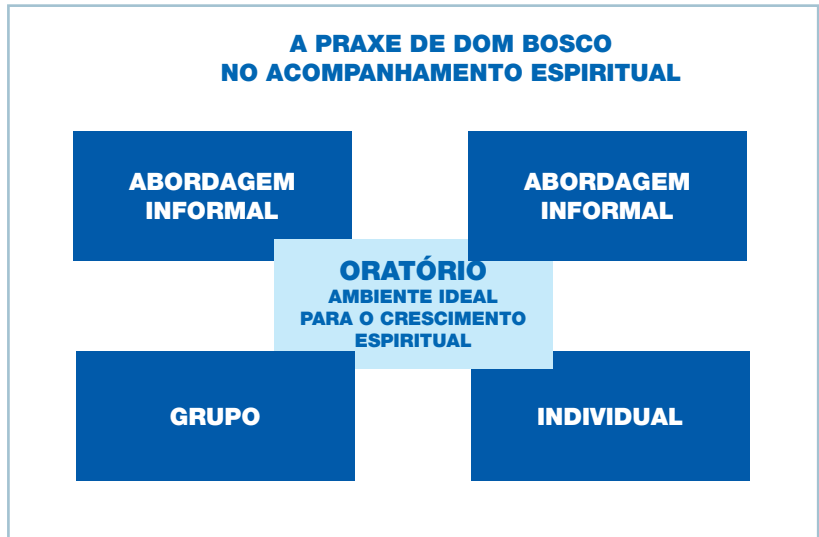 A PRAXE DE DOM BOSCO
NO ACOMPANHAMENTO ESPIRITUAL
ABORDAGEM
INFORMAL
ABORDAGEM
INFORMAL
ORATÓRIO
AMBIENTE IDEAL
PARA O CRESCIMENTO
ESPIRITUAL
GRUPO
INDIVIDUAL